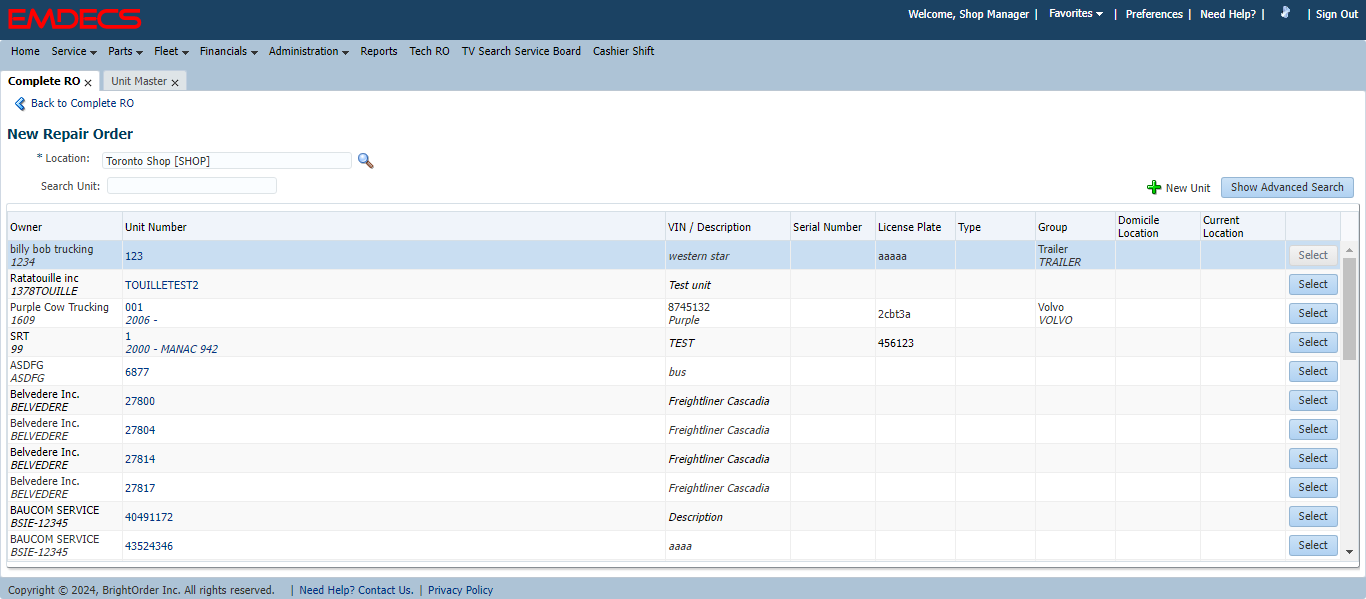 EMDECS
Welcome, Shop Manager | Favorites | Preferences | Need Help? | | Sign Out
Home Service Parts Fleet Financials Administration Reports Tech RO TV Search Service Board Cashier Shift
Complete RO Unit Master
Back to Complete RO
New Repair Order
* Location: Toronto Shop [SHOP]
Search Unit:
New Unit Show Advanced Search
Owner Unit Number VIN / Description Serial Number License Plate Type Group Domicile Location Current Location
billy bob trucking Trailer
1234 123 western star aaaaa TRAILER Select
Ratatouille inc
1378TOUILLE TOUILLETEST2 Test unit Select
Purple Cow Trucking 001 8745132 Volvo
1609 2006 - Purple 2cbt3a VOLVO Select
SRT 1
99 2000 - MANAC 942 TEST 456123 Select
ASDFG
ASDFG 6877 bus Select
Belvedere Inc.
BELVEDERE 27800 Freightliner Cascadia Select
Belvedere Inc.
BELVEDERE 27804 Freightliner Cascadia Select
Belvedere Inc.
BELVEDERE 27814 Freightliner Cascadia Select
Belvedere Inc.
BELVEDERE 27817 Freightliner Cascadia Select
BAUCOM SERVICE
BSIE-12345 40491172 Description Select
BAUCOM SERVICE
BSIE-12345 43524346 aaaa Select
Copyright © 2024, BrightOrder Inc. All rights reserved. | Need Help? Contact Us. | Privacy Policy